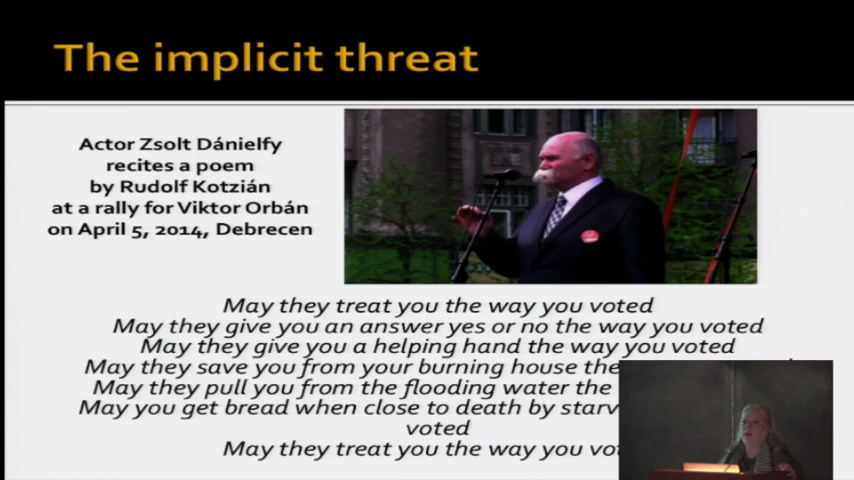 The implicit threat
Actor Zsolt Dánielfy
recites a poem
by Rudolf Kotzián
at a rally for Viktor Orbán
on April 5, 2014, Debrecen
May they treat you the way you voted
May they give you an answer yes or no the way you voted
May they give you a helping hand the way you voted
May they save you from your burning house the
May they pull you from the flooding water the
May you get bread when close to death by
voted
May they treat you the way you